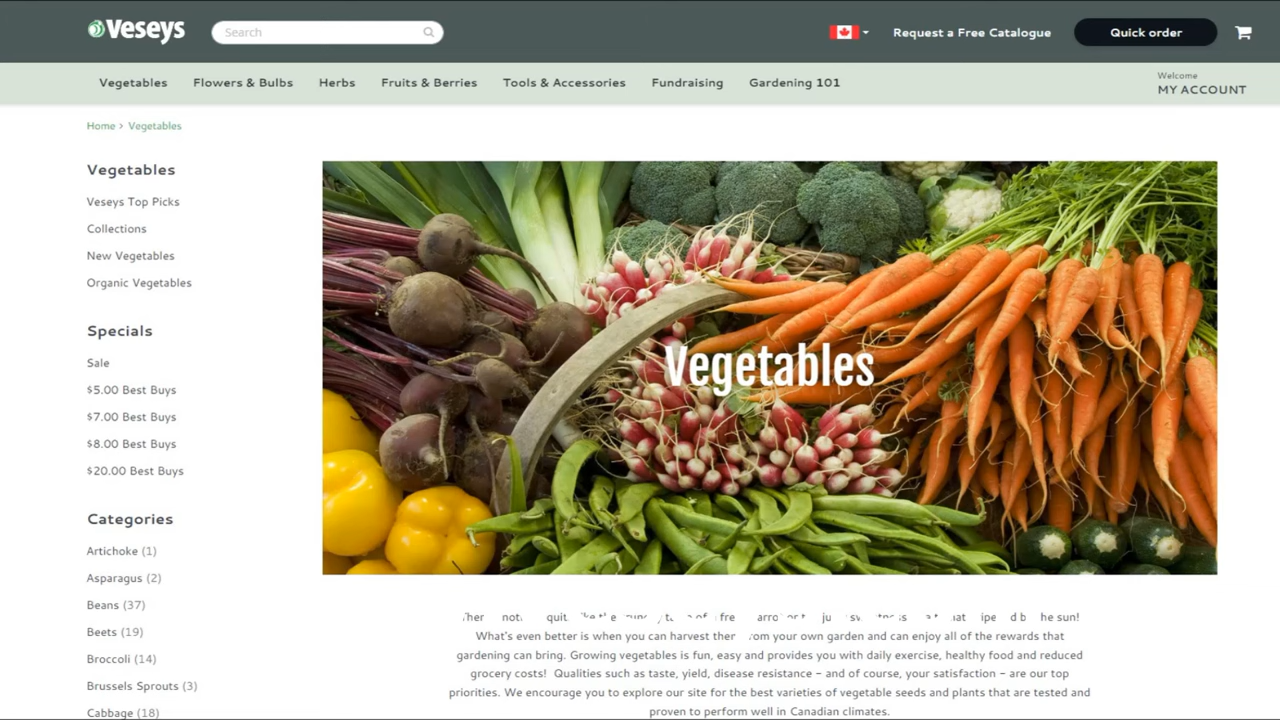 Veseys
Search
Request a Free Catalogue
Quick order
Vegetables
Flowers & Bulbs
Herbs
Fruits & Berries
Tools & Accessories
Fundraising
Gardening 101
Welcome
MY ACCOUNT
Home > Vegetables
Vegetables
Veseys Top Picks
Collections
New Vegetables
Organic Vegetables
Specials
Sale
$5.00 Best Buys
$7.00 Best Buys
$8.00 Best Buys
$20.00 Best Buys
Categories
Artichoke (1)
Asparagus (2)
Beans (37)
Beets (19)
Broccoli (14)
Brussels Sprouts (3)
Cabbage (18)
Vegetables
sun!
What's even better is when you can harvest your own garden and can enjoy all of the rewards that
gardening can bring. Growing vegetables is fun, easy and provides you with daily exercise, healthy food and reduced
grocery costs! Qualities such as taste, yield, disease resistance – and of course, your satisfaction – are our top
priorities. We encourage you to explore our site for the best varieties of vegetable seeds and plants that are tested and
proven to perform well in Canadian climates.